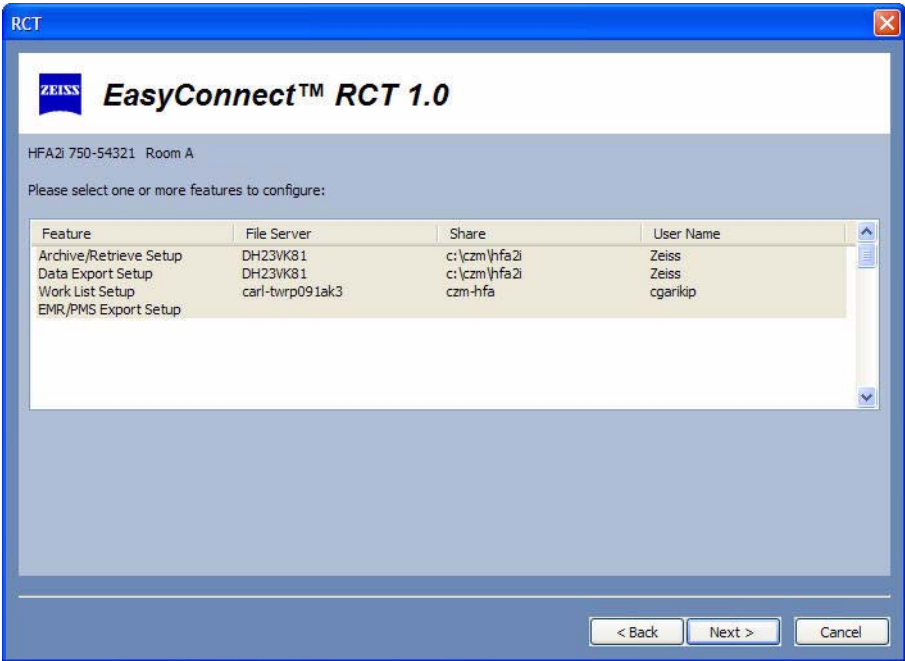 RCT
ZEISS EasyConnect™ RCT 1.0
HFA2i 750-54321 Room A
Please select one or more features to configure:
Feature File Server Share User Name
Archive/Retrieve Setup DH23VK81 c:\czm\hfa2i Zeiss
Data Export Setup DH23VK81 c:\czm\hfa2i Zeiss
Work List Setup carl-twrp091ak3 czm-hfa cgarikip
EMR/PMS Export Setup
< Back Next > Cancel